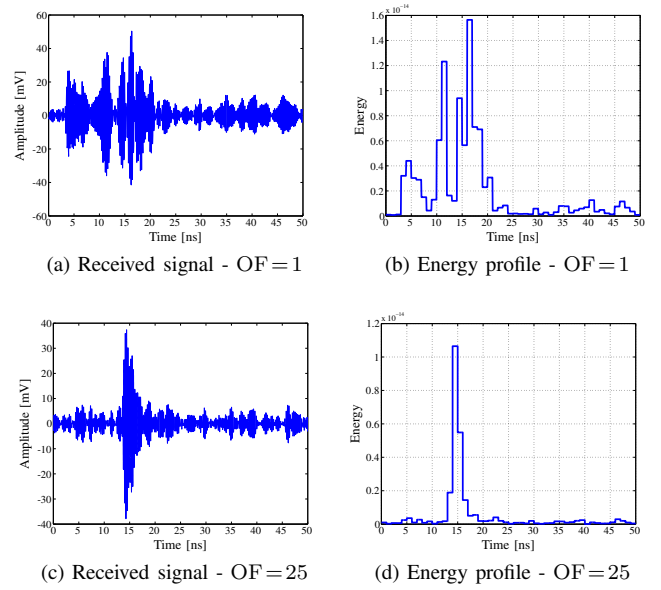 60
40
20
0
-20
-40
-60
Amplitude [mV]
0 5 10 15 20 25 30 35 40 45 50
Time [ns]
(a) Received signal - OF=1
x 10^-14
1.6
1.4
1.2
1
0.8
0.6
0.4
0.2
0
Energy
0 5 10 15 20 25 30 35 40 45 50
Time [ns]
(b) Energy profile - OF=1
40
30
20
10
0
-10
-20
-30
-40
Amplitude [mV]
0 5 10 15 20 25 30 35 40 45 50
Time [ns]
(c) Received signal - OF=25
x 10^-14
1.2
1
0.8
0.6
0.4
0.2
0
Energy
0 5 10 15 20 25 30 35 40 45 50
Time [ns]
(d) Energy profile - OF=25